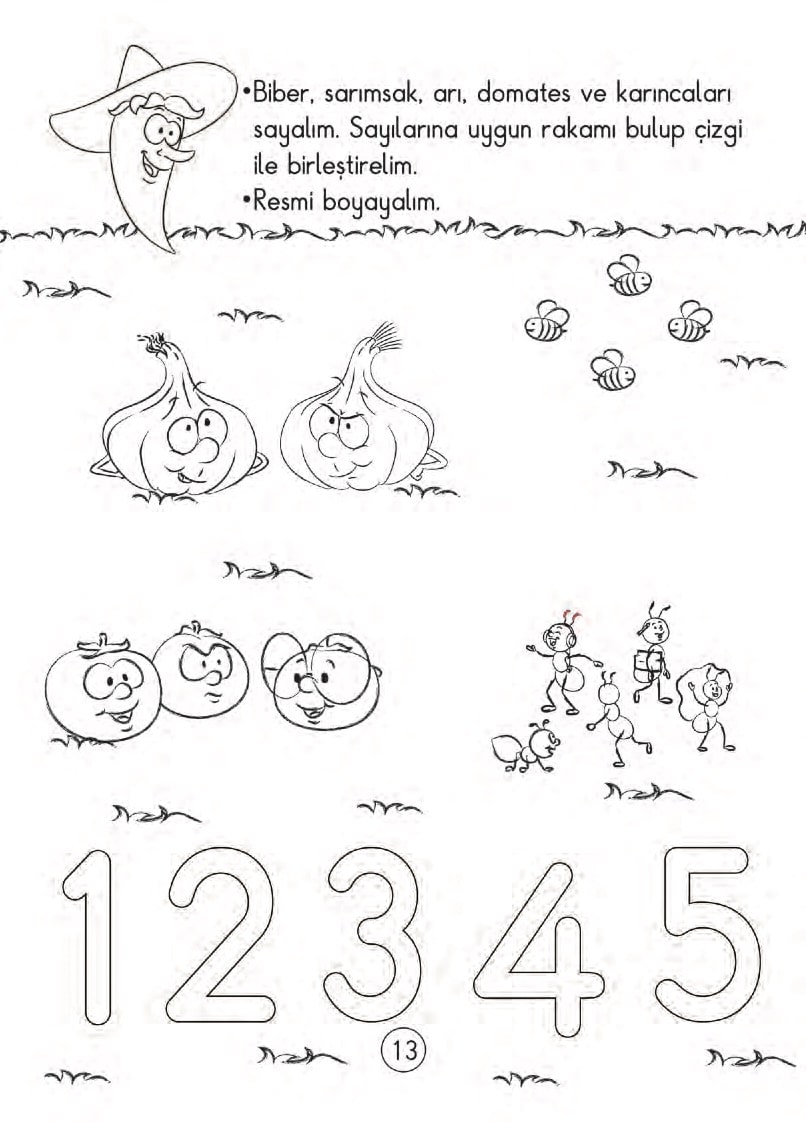 •Biber, sarımsak, arı, domates ve karıncaları
sayalım. Sayılarına uygun rakamı bulup çizgi
ile birleştirelim.
•Resmi boyayalım.
1 2 3 4 5
13